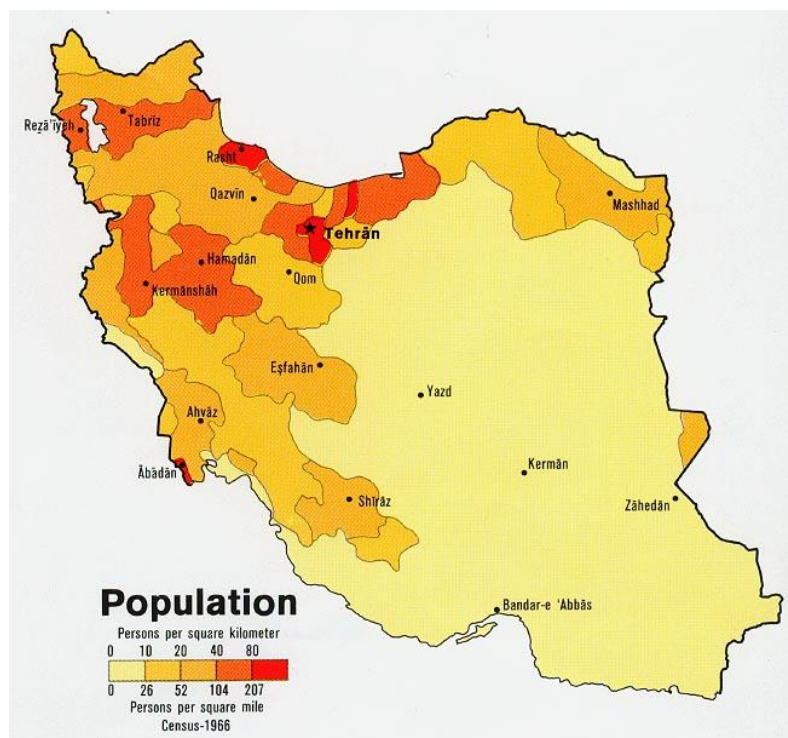 Tabrīz
Reẕā'īyeh
Rasht
Qazvīn
Mashhad
Tehrān
Hamadān
Qom
Kermānshāh
Eşfahān
Yazd
Ahvāz
Ābādān
Kermān
Shīrāz
Zāhedān
Bandar-e 'Abbās
Population
Persons per square kilometer
0 10 20 40 80
0 26 52 104 207
Persons per square mile
Census-1966